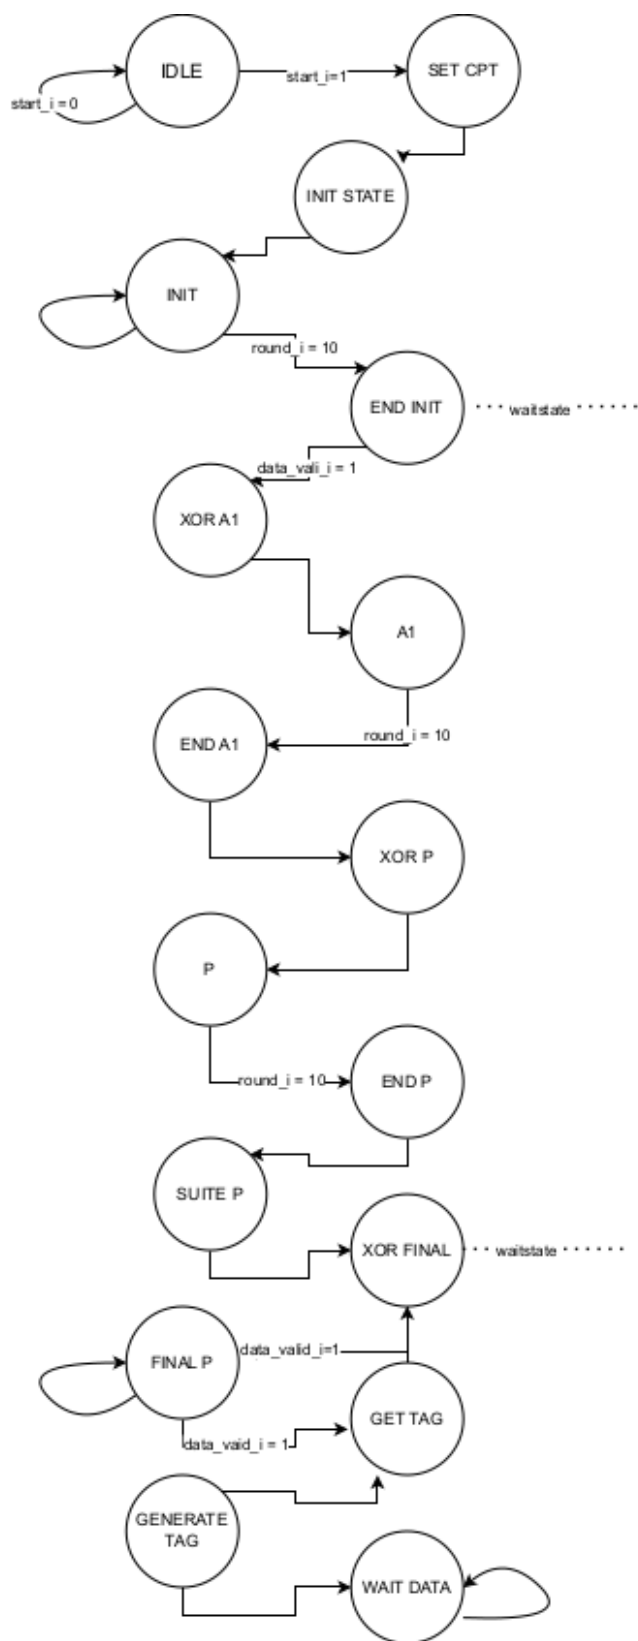 IDLE
start_i=1
SET CPT
start_i = 0
INIT STATE
INIT
round_i = 10
END INIT
waitstate
data_vali_i = 1
XOR A1
A1
round_i = 10
END A1
XOR P
P
round_i = 10
END P
SUITE P
XOR FINAL
waitstate
data_valid_i=1
FINAL P
GET TAG
data_vaid_i = 1
GENERATE
TAG
WAIT DATA